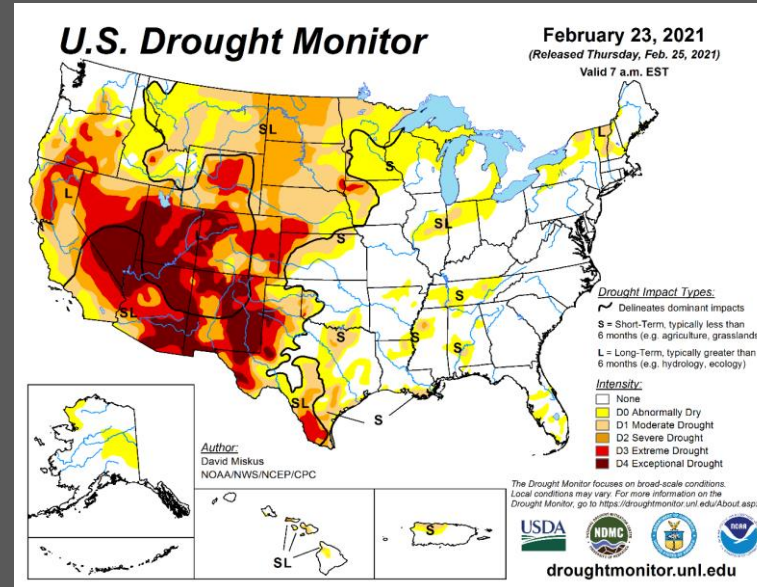 U.S. Drought Monitor
February 23, 2021
(Released Thursday, Feb. 25, 2021)
Valid 7 a.m. EST
SL
S
L
SL
S
L
L
S
SL
S
S
S
SL
S
Drought Impact Types:
Delineates dominant impacts
S = Short-Term, typically less than
6 months (e.g. agriculture, grasslands
L = Long-Term, typically greater than
6 months (e.g. hydrology, ecology)
Intensity:
None
D0 Abnormally Dry
D1 Moderate Drought
D2 Severe Drought
D3 Extreme Drought
D4 Exceptional Drought
Author:
David Miskus
NOAA/NWS/NCEP/CPC
SL
S
The Drought Monitor focuses on broad-scale conditions.
Local conditions may vary. For more information on the
Drought Monitor, go to https://droughtmonitor.unl.edu/About.aspx
USDA
NDMC
NOAA
droughtmonitor.unl.edu